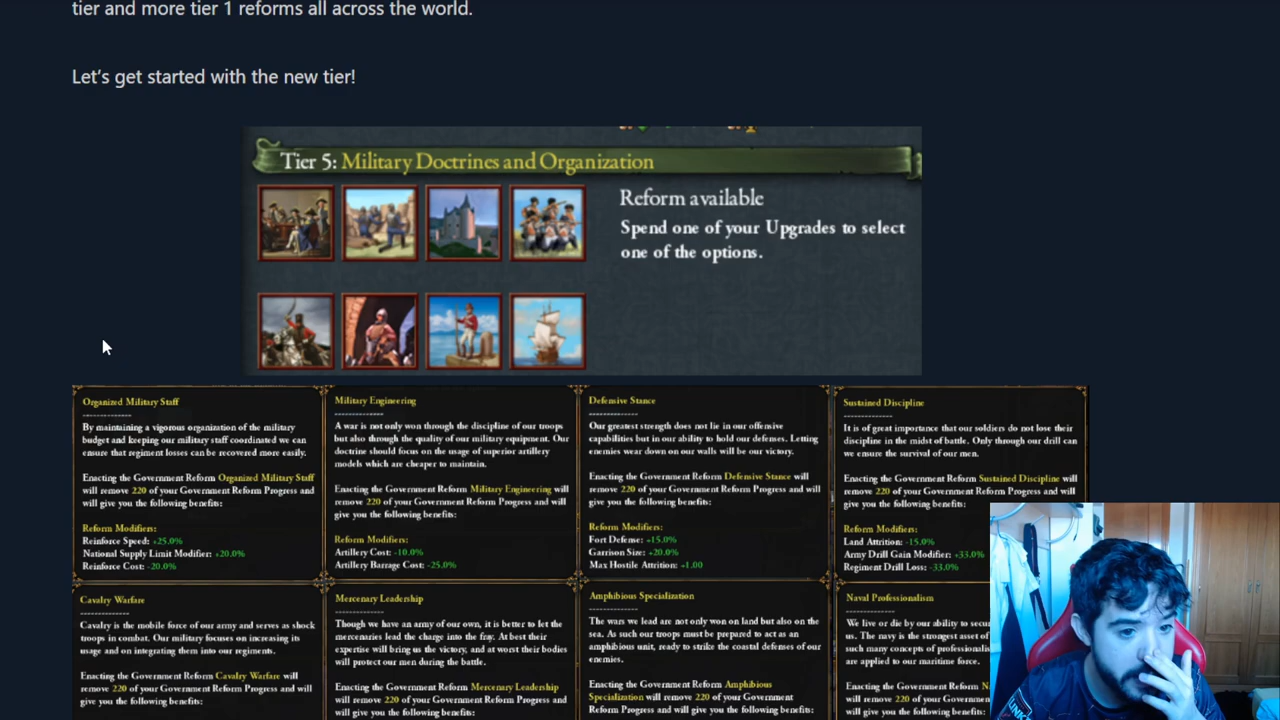 tier and more tier 1 reforms all across the world.
Let's get started with the new tier!
Tier 5: Military Doctrines and Organization
Reform available
Spend one of your Upgrades to select
one of the options.
Organized Military Staff
--------------
By maintaining a vigorous organization of the military
budget and keeping our military staff coordinated we can
ensure that regiment losses can be recovered more easily.
Enacting the Government Reform Organized Military Staff
will remove 220 of your Government Reform Progress and
will give you the following benefits:
Reform Modifiers:
Reinforce Speed: +25.0%
National Supply Limit Modifier: +20.0%
Reinforce Cost: -20.0%
Military Engineering
--------------
A war is not only won through the discipline of our troops
but also through the quality of our military equipment. Our
doctrine should focus on the usage of superior artillery
models which are cheaper to maintain.
Enacting the Government Reform Military Engineering will
remove 220 of your Government Reform Progress and will
give you the following benefits:
Reform Modifiers:
Artillery Cost: -10.0%
Artillery Barrage Cost: -25.0%
Defensive Stance
--------------
Our greatest strength does not lie in our offensive
capabilities but in our ability to hold our defenses. Letting
enemies wear down on our walls will be our victory.
Enacting the Government Reform Defensive Stance will
remove 220 of your Government Reform Progress and will
give you the following benefits:
Reform Modifiers:
Fort Defense: +15.0%
Garrison Size: +20.0%
Max Hostile Attrition: +1.00
Sustained Discipline
--------------
It is of great importance that our soldiers do not lose their
discipline in the midst of battle. Only through our drill can
we ensure the survival of our men.
Enacting the Government Reform Sustained Discipline will
remove 220 of your Government Reform Progress and will
give you the following benefits:
Reform Modifiers:
Land Attrition: -15.0%
Army Drill Gain Modifier: +33.0%
Regiment Drill Loss: -33.0%
Cavalry Warfare
--------------
Cavalry is the mobile force of our army and serves as shock
troops in combat. Our military focuses on increasing its
usage and on integrating them into our regiments.
Enacting the Government Reform Cavalry Warfare will
remove 220 of your Government Reform Progress and will
give you the following benefits:
Mercenary Leadership
--------------
Though we have an army of our own, it is better to let the
mercenaries lead the charge into the fray. At best their
expertise will bring us the victory, and at worst their bodies
will protect our men during the battle.
Enacting the Government Reform Mercenary Leadership
will remove 220 of your Government Reform Progress and
will give you the following benefits:
Amphibious Specialization
--------------
The wars we lead are not only won on land but also on the
sea. As such our troops must be prepared to act as an
amphibious unit, ready to strike the coastal defenses of our
enemies.
Enacting the Government Reform Amphibious
Specialization will remove 220 of your Government
Reform Progress and will give you the following benefits:
Naval Professionalism
--------------
We live or die by our ability to
us. The navy is the strongest asset of
such many concepts of
are applied to our maritime force.
Enacting the Government Reform
remove 220 of your Government
give you the following benefits: